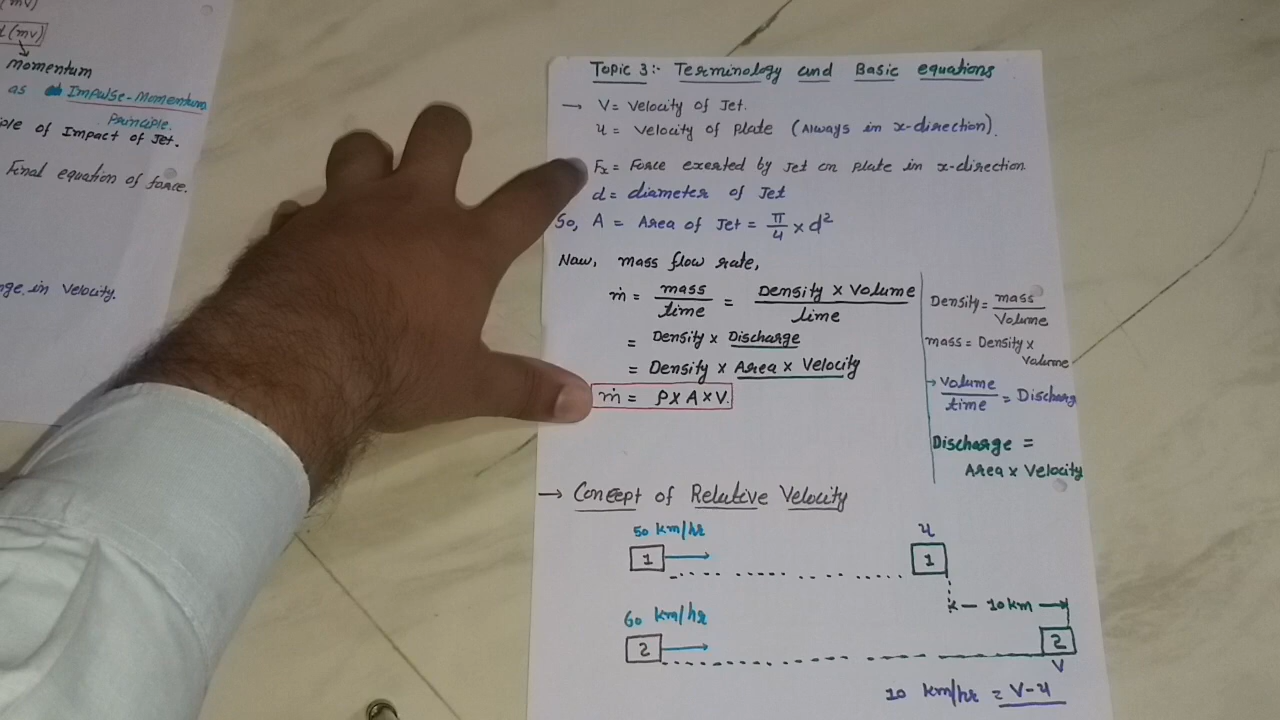 (mv)
(mv)
Momentum
as Impulse-Momentum
Principle.
of Impact of Jet.
Final equation of force.
in Velocity.
Topic 3:- Terminology and Basic equations
→ V = Velocity of Jet.
u = Velocity of Plate (Always in x-direction).
Fx = Force exerted by Jet on Plate in x-direction
d = diameter of Jet
So, A = Area of Jet = π/4 × d²
Now, mass flow rate,
ṁ = mass/time = Density × Volume/time
= Density × Discharge
= Density × Area × Velocity
ṁ = ρ × A × V.
Density = mass/Volume
mass = Density ×
Volume
→ Volume/time = Discharg
Discharge =
Area × Velocity
→ Concept of Relative Velocity
50 km/hr
u
1
1
10 km
60 km/hr
2
2
V
10 km/hr = V-u